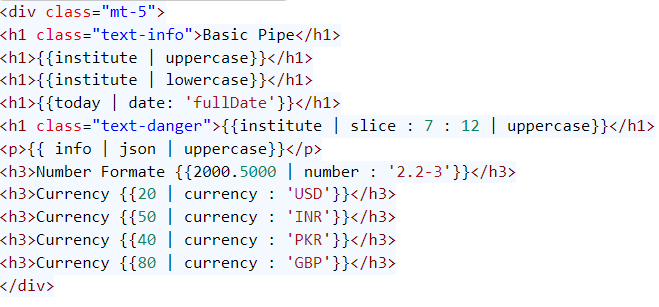 <div class="mt-5">
<h1 class="text-info">Basic Pipe</h1>
<h1>{{institute | uppercase}}</h1>
<h1>{{institute | lowercase}}</h1>
<h1>{{today | date: 'fullDate'}}</h1>
<h1 class="text-danger">{{institute | slice : 7 : 12 | uppercase}}</h1>
<p>{{ info | json | uppercase}}</p>
<h3>Number Formate {{2000.5000 | number : '2.2-3'}}</h3>
<h3>Currency {{20 | currency : 'USD'}}</h3>
<h3>Currency {{50 | currency : 'INR'}}</h3>
<h3>Currency {{40 | currency : 'PKR'}}</h3>
<h3>Currency {{80 | currency : 'GBP'}}</h3>
</div>